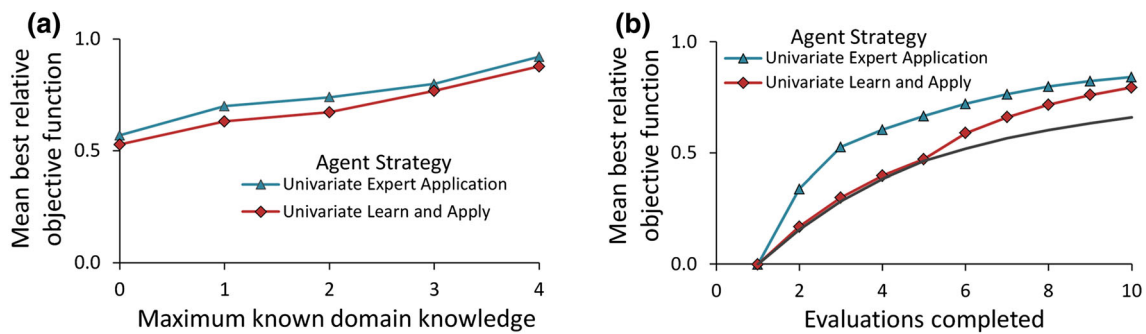 (a)
Mean best relative
objective function
1.0
0.5
0.0
Agent Strategy
Univariate Expert Application
Univariate Learn and Apply
0 1 2 3 4
Maximum known domain knowledge
(b)
Mean best relative
objective function
1.0
0.5
0.0
Agent Strategy
Univariate Expert Application
Univariate Learn and Apply
0 2 4 6 8 10
Evaluations completed